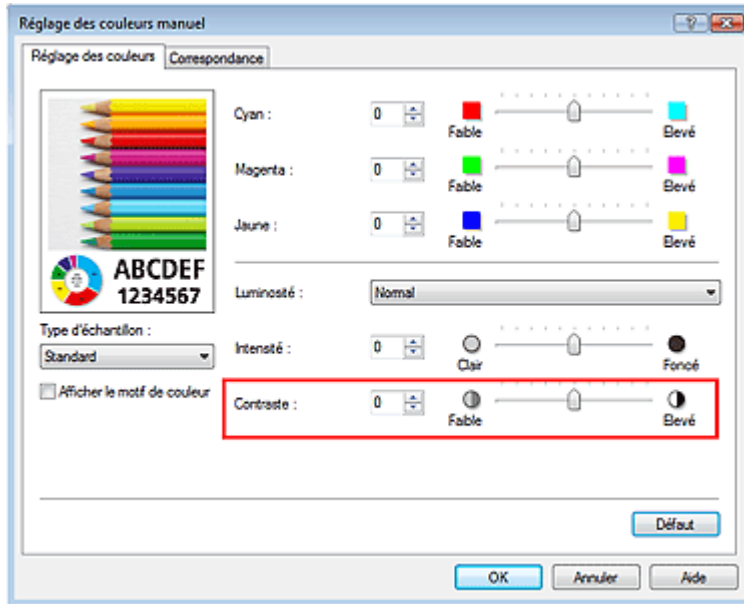 Réglage des couleurs manuel
Réglage des couleurs
Correspondance
ABCDEF
1234567
Type d'échantillon :
Standard
Afficher le motif de couleur
Cyan :
0
Faible
Elevé
Magenta :
0
Faible
Elevé
Jaune :
0
Faible
Elevé
Luminosité :
Normal
Intensité :
0
Clair
Foncé
Contraste :
0
Faible
Elevé
Défaut
OK
Annuler
Aide